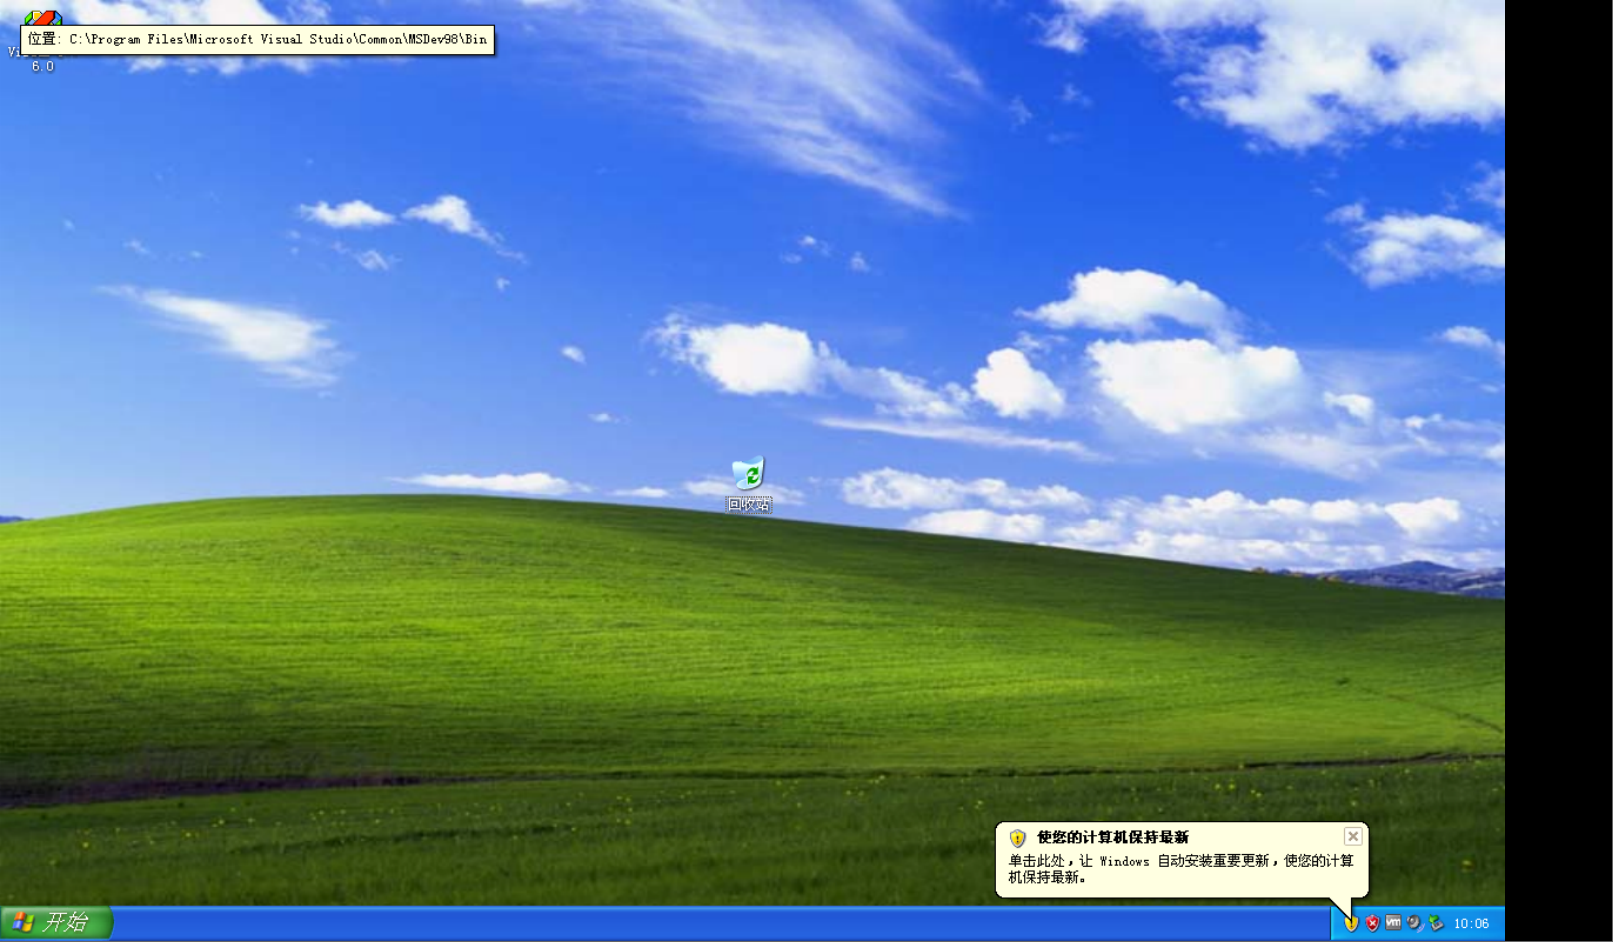 位置: C:\Program Files\Microsoft Visual Studio\Common\MSDev98\Bin
6.0
回收站
使您的计算机保持最新
单击此处，让 Windows 自动安装重要更新，使您的计算
机保持最新。
开始
vm
10:06